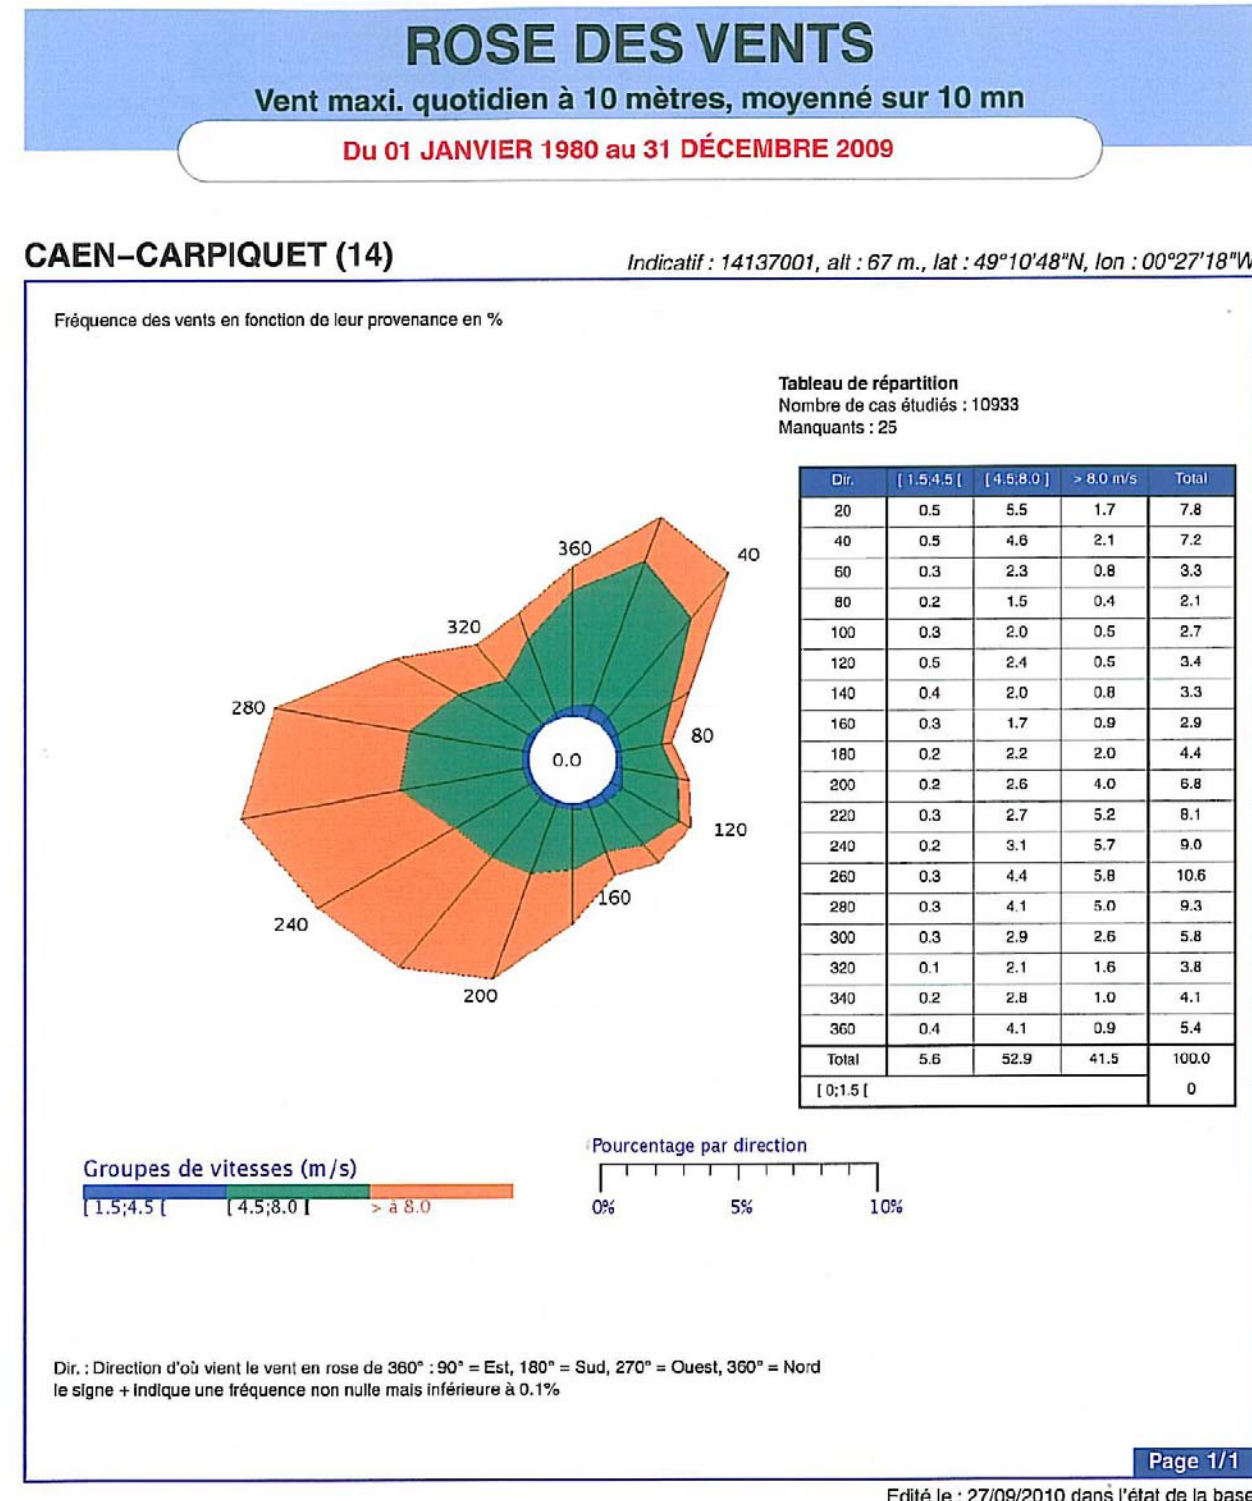 ROSE DES VENTS
Vent maxi. quotidien à 10 mètres, moyenné sur 10 mn
Du 01 JANVIER 1980 au 31 DÉCEMBRE 2009
CAEN–CARPIQUET (14)
Indicatif : 14137001, alt : 67 m., lat : 49°10'48"N, lon : 00°27'18"W
Fréquence des vents en fonction de leur provenance en %
Tableau de répartition
Nombre de cas étudiés : 10933
Manquants : 25
Dir. [ 1.5;4.5 [ [ 4.5;8.0 ] > 8.0 m/s Total
20 0.5 5.5 1.7 7.8
40 0.5 4.6 2.1 7.2
60 0.3 2.3 0.8 3.3
80 0.2 1.5 0.4 2.1
100 0.3 2.0 0.5 2.7
120 0.5 2.4 0.5 3.4
140 0.4 2.0 0.8 3.3
160 0.3 1.7 0.9 2.9
180 0.2 2.2 2.0 4.4
200 0.2 2.6 4.0 6.8
220 0.3 2.7 5.2 8.1
240 0.2 3.1 5.7 9.0
260 0.3 4.4 5.8 10.6
280 0.3 4.1 5.0 9.3
300 0.3 2.9 2.6 5.8
320 0.1 2.1 1.6 3.8
340 0.2 2.8 1.0 4.1
360 0.4 4.1 0.9 5.4
Total 5.6 52.9 41.5 100.0
[ 0;1.5 [ 0
360
40
320
280
80
0.0
120
160
240
200
Groupes de vitesses (m/s)
[ 1.5;4.5 [ [ 4.5;8.0 [ > à 8.0
Pourcentage par direction
0% 5% 10%
Dir. : Direction d'où vient le vent en rose de 360° : 90° = Est, 180° = Sud, 270° = Ouest, 360° = Nord
le signe + indique une fréquence non nulle mais inférieure à 0.1%
Page 1/1
Edité le : 27/09/2010 dans l'état de la base